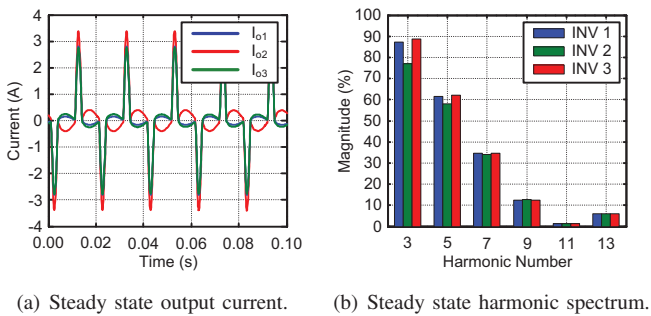 4
3
2
1
0
-1
-2
-3
-4
Current (A)
I_o1
I_o2
I_o3
0.00 0.02 0.04 0.06 0.08 0.10
Time (s)
(a) Steady state output current.
100
90
80
70
60
50
40
30
20
10
0
Magnitude (%)
INV 1
INV 2
INV 3
3 5 7 9 11 13
Harmonic Number
(b) Steady state harmonic spectrum.